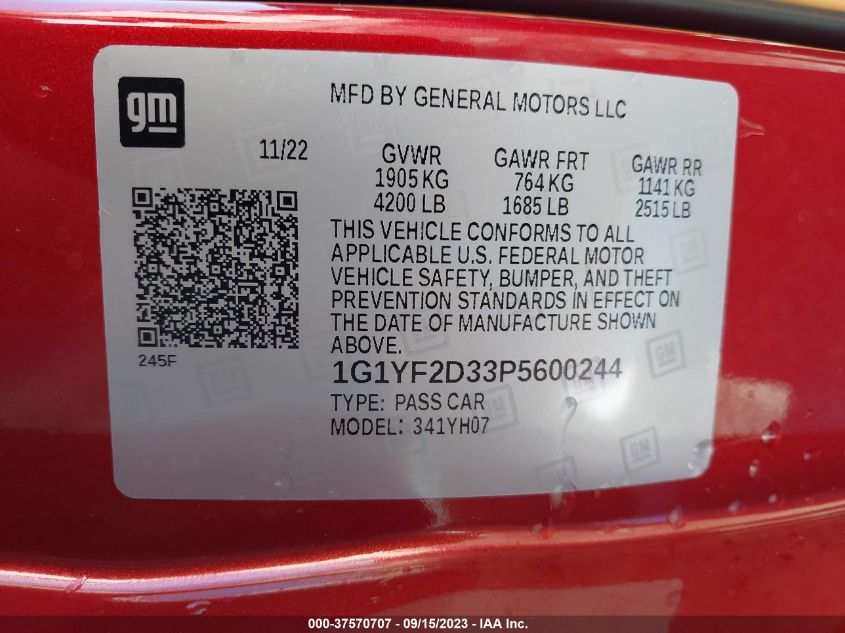 gm
MFD BY GENERAL MOTORS LLC
11/22 GVWR GAWR FRT GAWR RR
1905 KG 764 KG 1141 KG
4200 LB 1685 LB 2515 LB
THIS VEHICLE CONFORMS TO ALL
APPLICABLE U.S. FEDERAL MOTOR
VEHICLE SAFETY, BUMPER, AND THEFT
PREVENTION STANDARDS IN EFFECT ON
THE DATE OF MANUFACTURE SHOWN
ABOVE.
245F
1G1YF2D33P5600244
TYPE: PASS CAR
MODEL: 341YH07
000-37570707 - 09/15/2023 - IAA Inc.